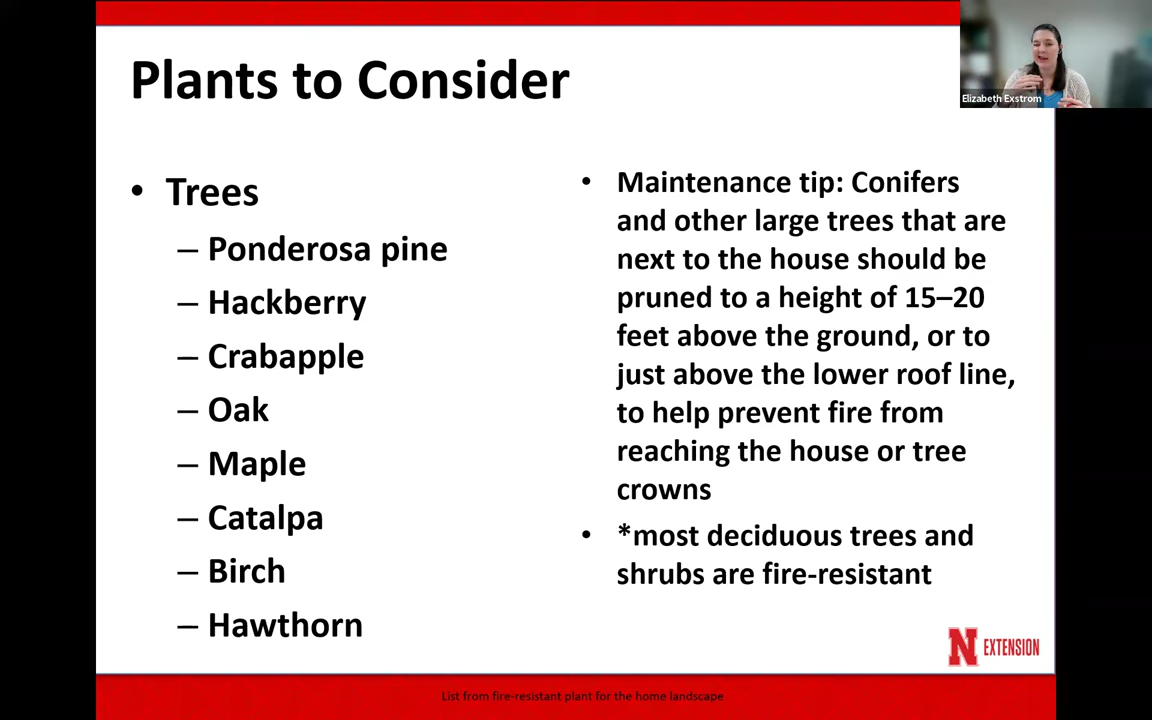 Plants to Consider
• Trees
– Ponderosa pine
– Hackberry
– Crabapple
– Oak
– Maple
– Catalpa
– Birch
– Hawthorn
• Maintenance tip: Conifers
and other large trees that are
next to the house should be
pruned to a height of 15–20
feet above the ground, or to
just above the lower roof line,
to help prevent fire from
reaching the house or tree
crowns
• *most deciduous trees and
shrubs are fire-resistant
Elizabeth Exstrom
N EXTENSION
List from fire-resistant plant for the home landscape